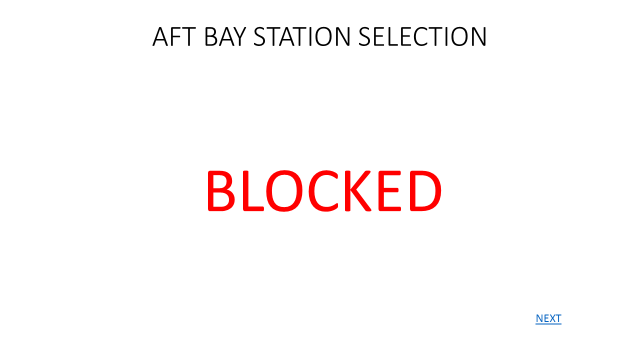 AFT BAY STATION SELECTION
BLOCKED
NEXT